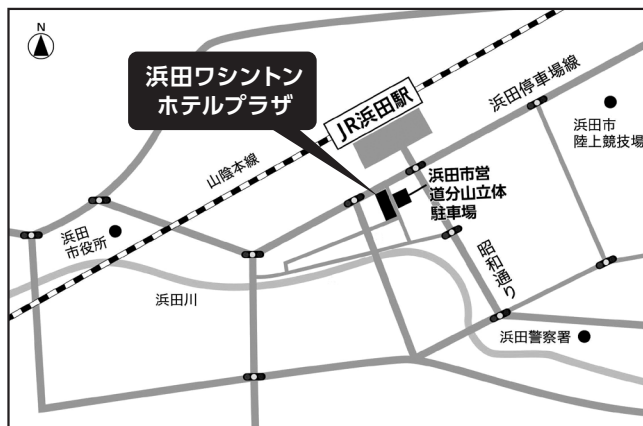 N
浜田ワシントン
ホテルプラザ
JR浜田駅
浜田停車場線
浜田市
陸上競技場
山陰本線
浜田市営
道分山立体
駐車場
浜田
市役所
昭和通り
浜田川
浜田警察署